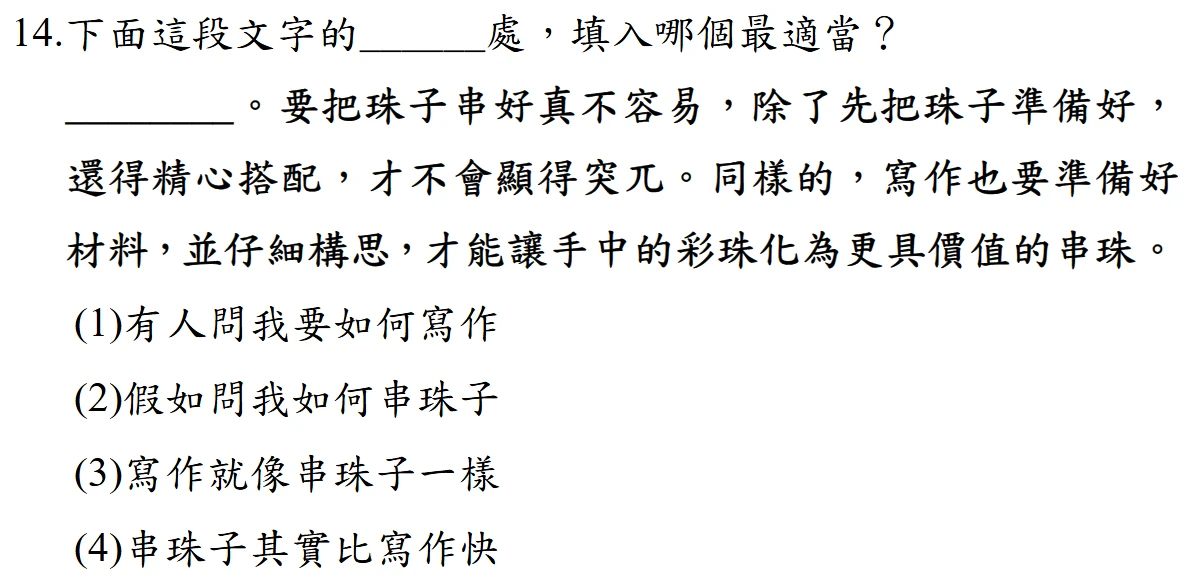 14.下面這段文字的______處，填入哪個最適當？
________。要把珠子串好真不容易，除了先把珠子準備好，
還得精心搭配，才不會顯得突兀。同樣的，寫作也要準備好
材料，並仔細構思，才能讓手中的彩珠化為更具價值的串珠。
(1)有人問我要如何寫作
(2)假如問我如何串珠子
(3)寫作就像串珠子一樣
(4)串珠子其實比寫作快